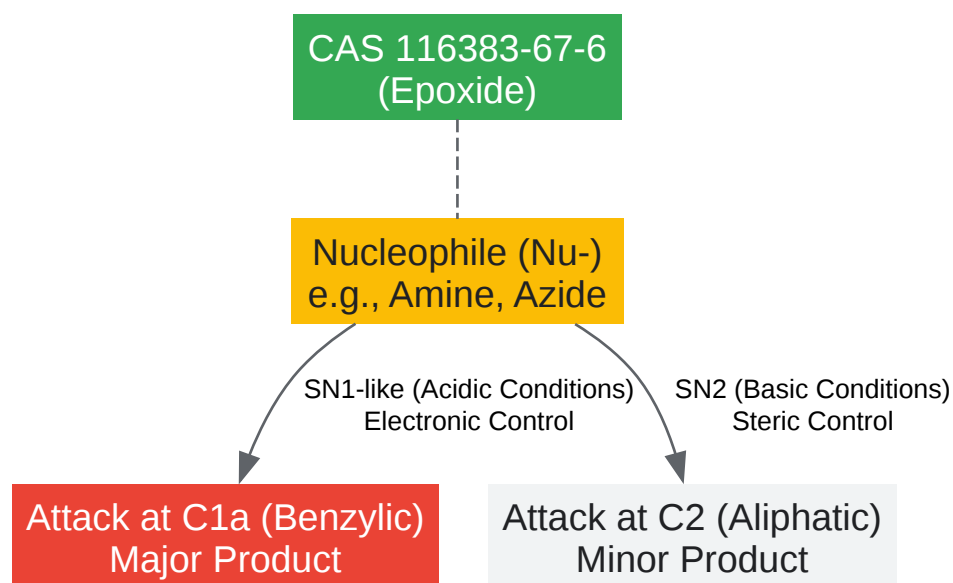 CAS 116383-67-6
(Epoxide)
Nucleophile (Nu-)
e.g., Amine, Azide
SN1-like (Acidic Conditions)
Electronic Control
SN2 (Basic Conditions)
Steric Control
Attack at C1a (Benzylic)
Major Product
Attack at C2 (Aliphatic)
Minor Product